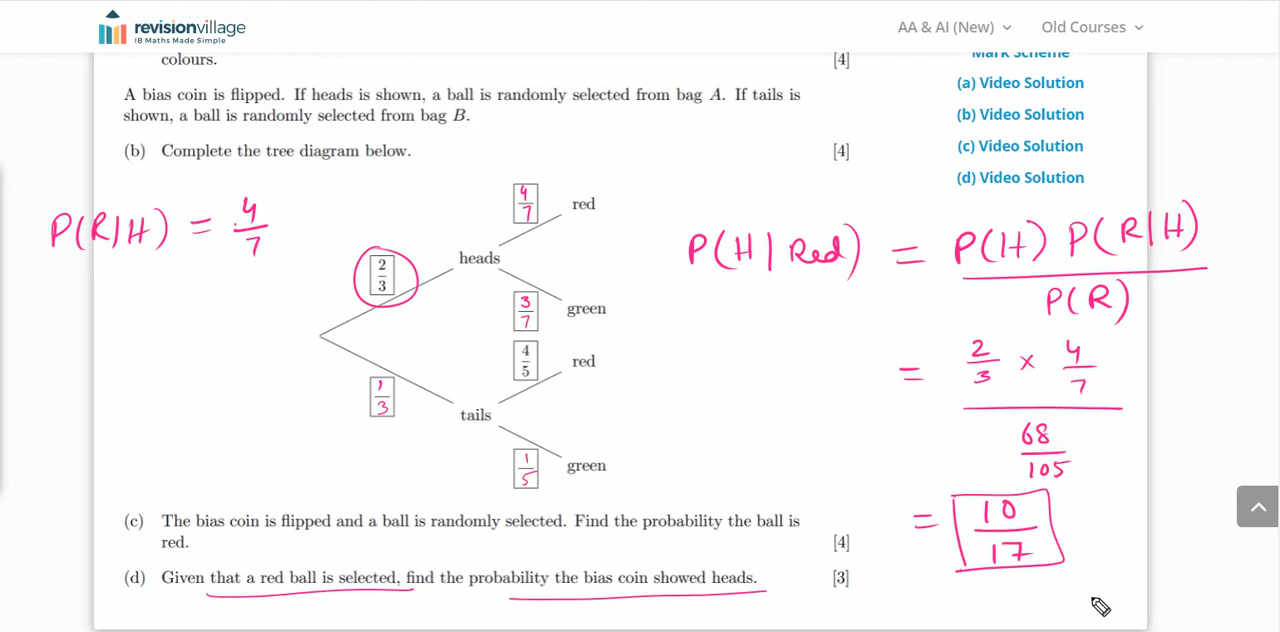 revisionvillage
IB Maths Made Simple
AA & AI (New)
Old Courses
colours.
[4]
Mark Scheme
(a) Video Solution
(b) Video Solution
(c) Video Solution
(d) Video Solution
A bias coin is flipped. If heads is shown, a ball is randomly selected from bag A. If tails is
shown, a ball is randomly selected from bag B.
(b) Complete the tree diagram below.
[4]
P(R|H) = 4/7
2/3
heads
4/7
red
3/7
green
1/3
tails
4/5
red
1/5
green
P(H|Red) = P(H) P(R|H)
P(R)
= 2/3 × 4/7
68/105
= 10/17
(c) The bias coin is flipped and a ball is randomly selected. Find the probability the ball is
red.
[4]
(d) Given that a red ball is selected, find the probability the bias coin showed heads.
[3]